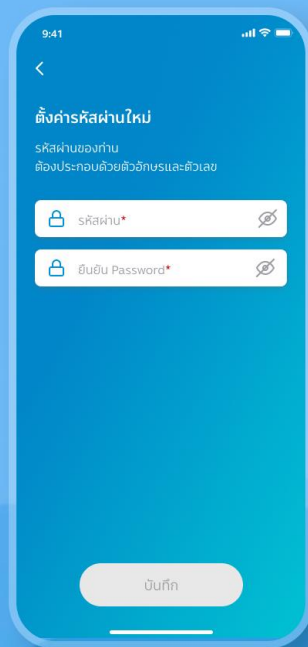 9:41
ตั้งค่ารหัสผ่านใหม่
รหัสผ่านของท่าน
ต้องประกอบด้วยตัวอักษรและตัวเลข
รหัสผ่าน*
ยืนยัน Password*
บันทึก